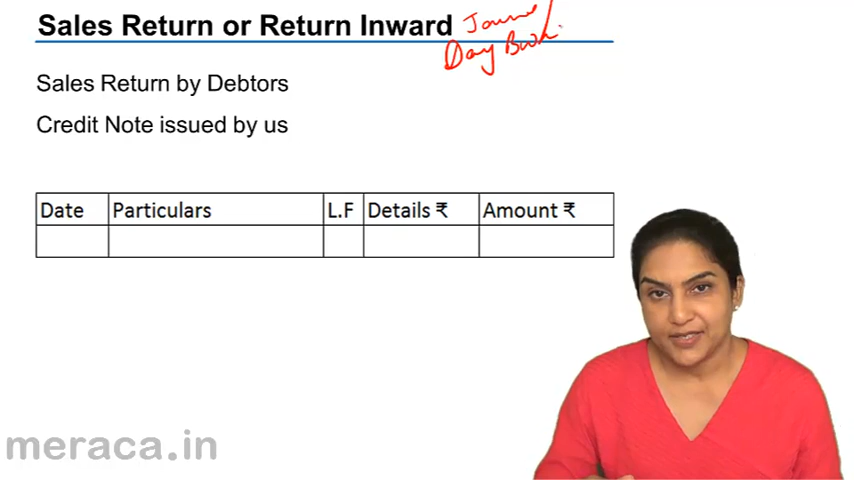 Sales Return or Return Inward Journal
Day Book
Sales Return by Debtors
Credit Note issued by us
Date Particulars L.F Details ₹ Amount ₹
meraca.in